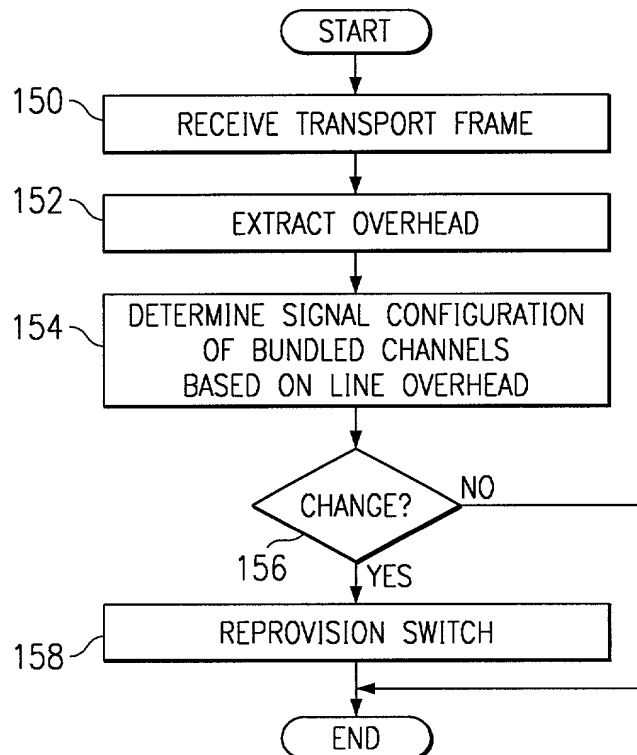 START
150
RECEIVE TRANSPORT FRAME
152
EXTRACT OVERHEAD
154
DETERMINE SIGNAL CONFIGURATION
OF BUNDLED CHANNELS
BASED ON LINE OVERHEAD
CHANGE?
NO
156
YES
158
REPROVISION SWITCH
END